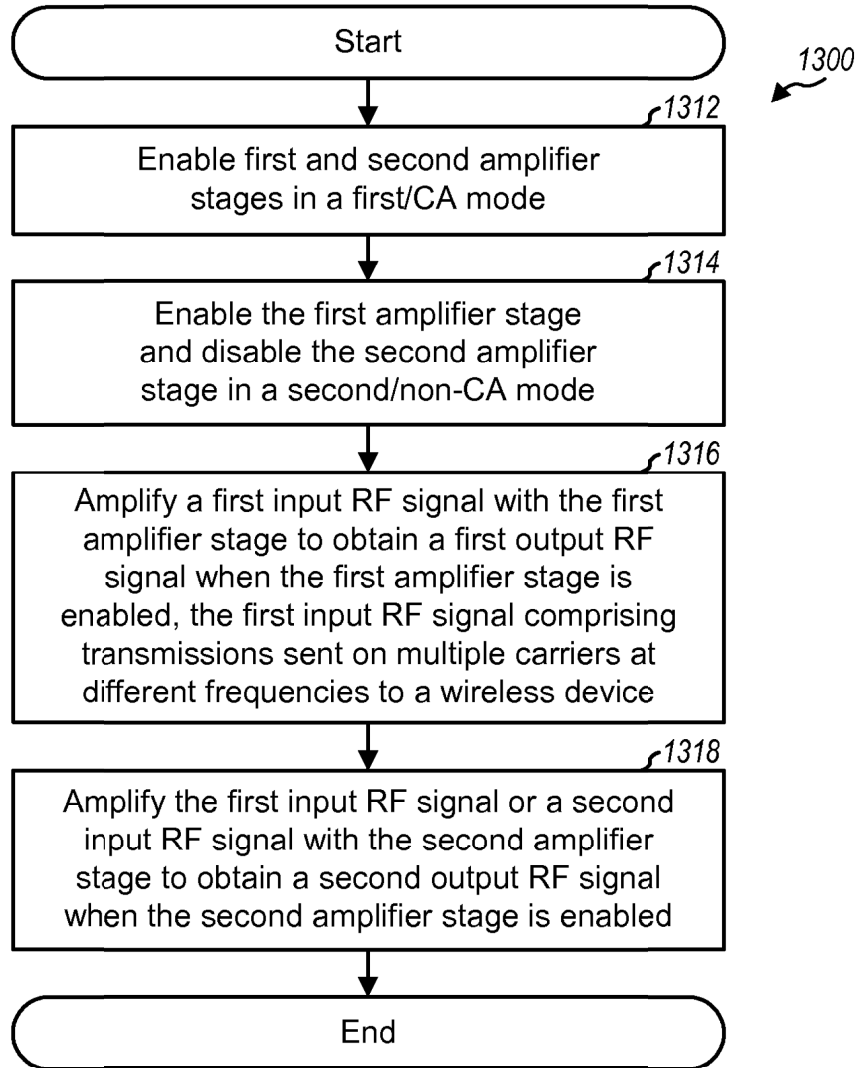 Start
1300
1312
Enable first and second amplifier
stages in a first/CA mode
1314
Enable the first amplifier stage
and disable the second amplifier
stage in a second/non-CA mode
1316
Amplify a first input RF signal with the first
amplifier stage to obtain a first output RF
signal when the first amplifier stage is
enabled, the first input RF signal comprising
transmissions sent on multiple carriers at
different frequencies to a wireless device
1318
Amplify the first input RF signal or a second
input RF signal with the second amplifier
stage to obtain a second output RF signal
when the second amplifier stage is enabled
End